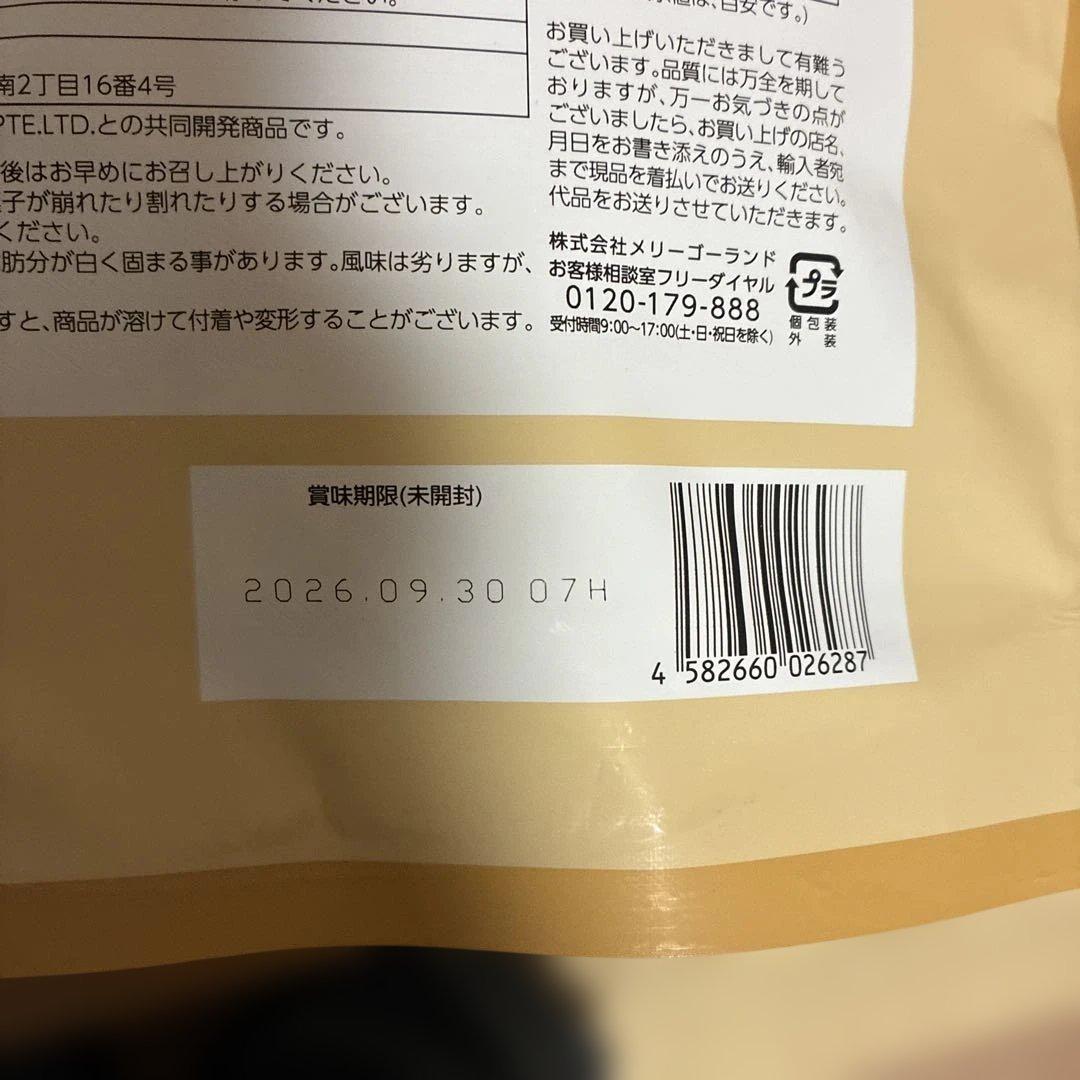 ください。
南2丁目16番4号
PTE.LTD.との共同開発商品です。
後はお早めにお召し上がりください。
子が崩れたり割れたりする場合がございます。
ください。
肪分が白く固まる事があります。風味は劣りますが、
すと、商品が溶けて付着や変形することがございます。
は、目安です。)
お買い上げいただきまして有難う
ございます。品質には万全を期して
おりますが、万一お気づきの点が
ございましたら、お買い上げの店名、
月日をお書き添えのうえ、輸入者宛
まで現品を着払いでお送りください。
代品をお送りさせていただきます。
株式会社メリーゴーランド
お客様相談室フリーダイヤル
0120-179-888
受付時間9:00〜17:00(土・日・祝日を除く)
プラ
個包装
外装
賞味期限(未開封)
2026.09.30 07H
4 582660 026287